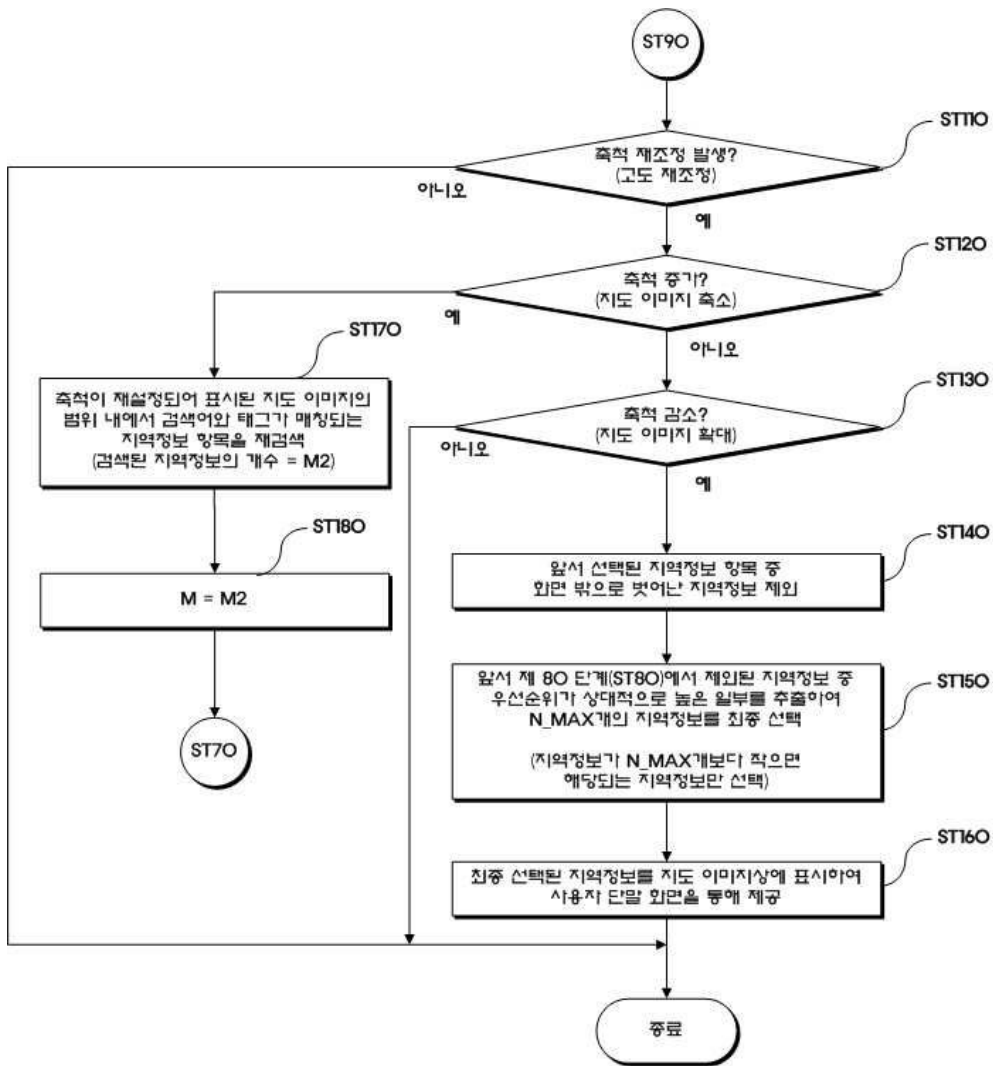 ST90
ST110
축척 재조정 발생?
(고도 재조정)
아니오
예
ST120
축척 증가?
(지도 이미지 축소)
예
아니오
ST170
축척이 재설정되어 표시된 지도 이미지의
범위 내에서 검색어와 태그가 매칭되는
지역정보 항목을 재검색
(검색된 지역정보의 개수 = M2)
ST130
축척 감소?
(지도 이미지 확대)
아니오
예
ST180
M = M2
ST140
앞서 선택된 지역정보 항목 중
화면 밖으로 벗어난 지역정보 제외
ST70
ST150
앞서 제 80 단계(ST80)에서 제외된 지역정보 중
우선순위가 상대적으로 높은 일부를 추출하여
N_MAX개의 지역정보를 최종 선택
(지역정보가 N_MAX개보다 작으면
해당되는 지역정보만 선택)
ST160
최종 선택된 지역정보를 지도 이미지상에 표시하여
사용자 단말 화면을 통해 제공
종료